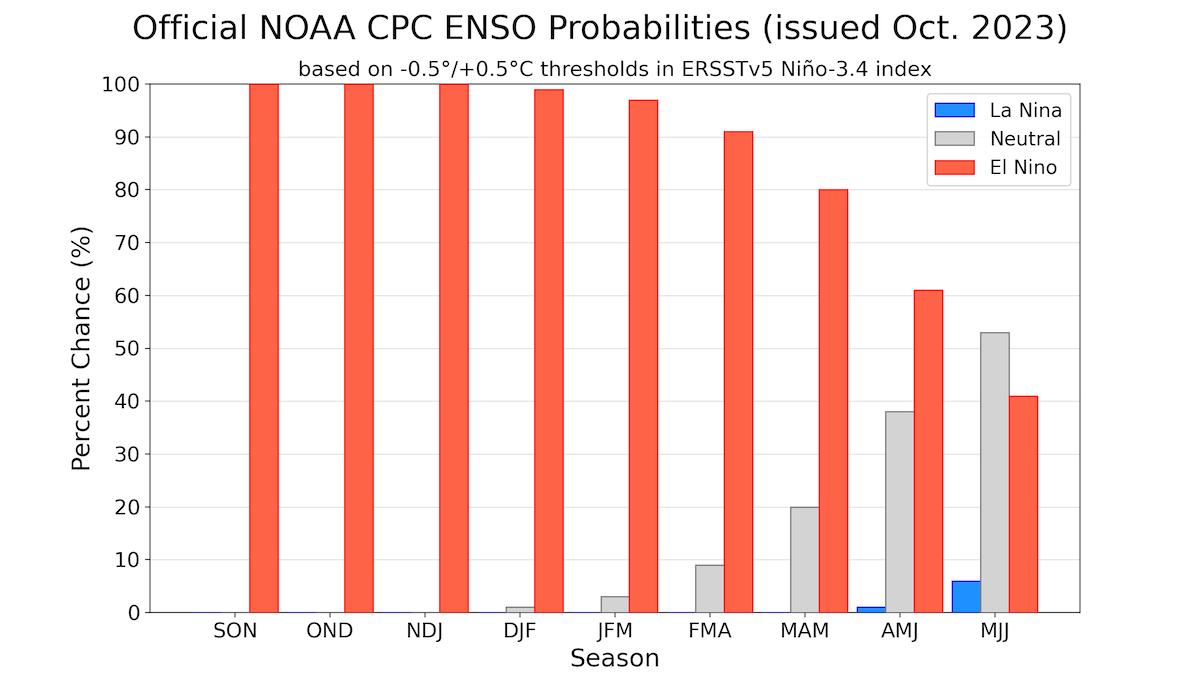 Official NOAA CPC ENSO Probabilities (issued Oct. 2023)
based on -0.5°/+0.5°C thresholds in ERSSTv5 Niño-3.4 index
La Nina
Neutral
El Nino
Percent Chance (%)
100
90
80
70
60
50
40
30
20
10
0
SON OND NDJ DJF JFM FMA MAM AMJ MJJ
Season